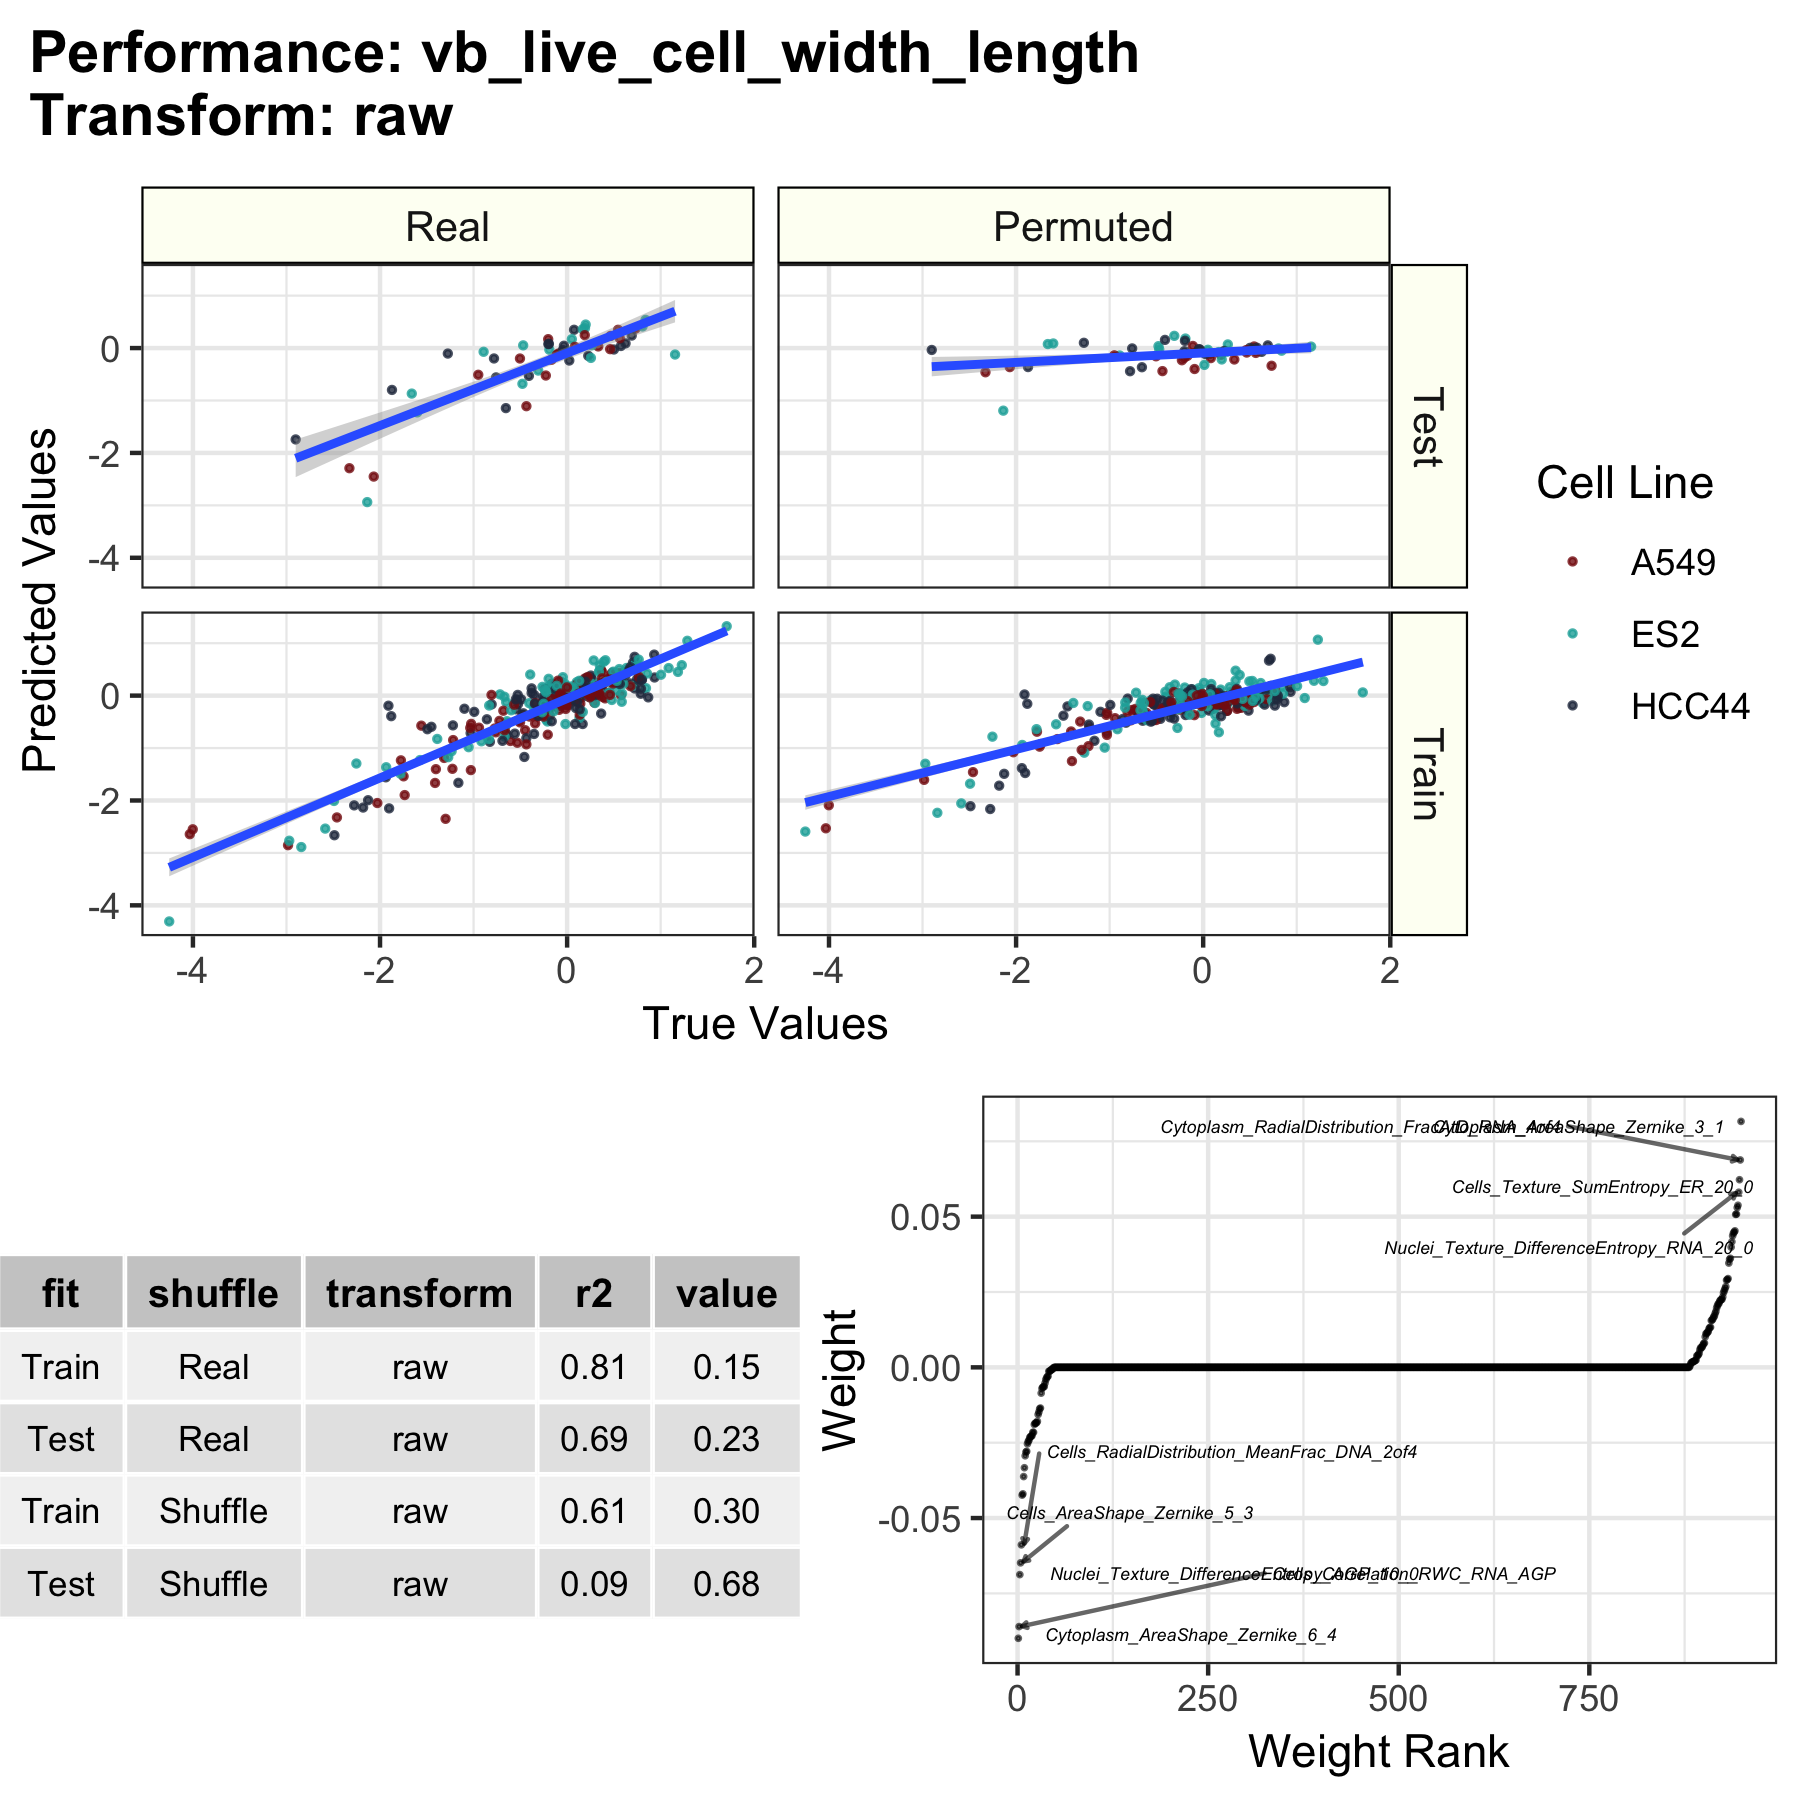 Performance: vb_live_cell_width_length
Transform: raw
Real
Permuted
Predicted Values
0
-2
-4
Test
0
-2
-4
Train
-4
-2
0
2
-4
-2
0
2
True Values
Cell Line
A549
ES2
HCC44
fit shuffle transform r2 value
Train Real raw 0.81 0.15
Test Real raw 0.69 0.23
Train Shuffle raw 0.61 0.30
Test Shuffle raw 0.09 0.68
Weight
0.05
0.00
-0.05
Cytoplasm_RadialDistribution_FracAtD_RNA_4of4
Cytoplasm_AreaShape_Zernike_3_1
Cells_Texture_SumEntropy_ER_20_0
Nuclei_Texture_DifferenceEntropy_RNA_20_0
Cells_RadialDistribution_MeanFrac_DNA_2of4
Cells_AreaShape_Zernike_5_3
Nuclei_Texture_DifferenceEntropy_AGP_10_0
Cells_Correlation_RWC_RNA_AGP
Cytoplasm_AreaShape_Zernike_6_4
0
250
500
750
Weight Rank